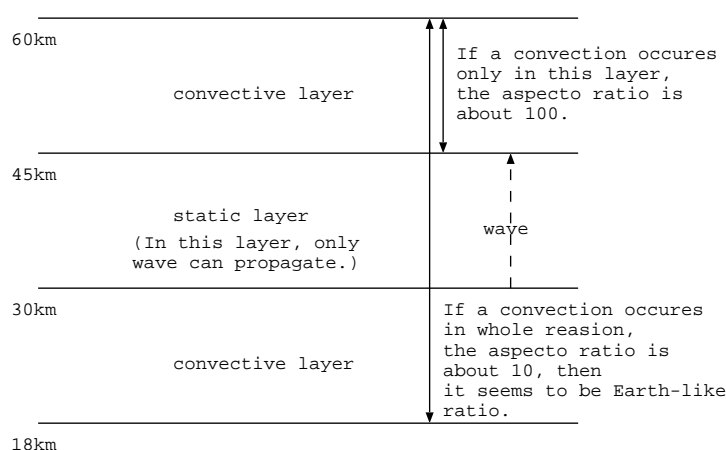 60km
convective layer
If a convection occures
only in this layer,
the aspecto ratio is
about 100.
45km
static layer
(In this layer, only
wave can propagate.)
wave
30km
convective layer
If a convection occures
in whole reasion,
the aspecto ratio is
about 10, then
it seems to be Earth-like
ratio.
18km